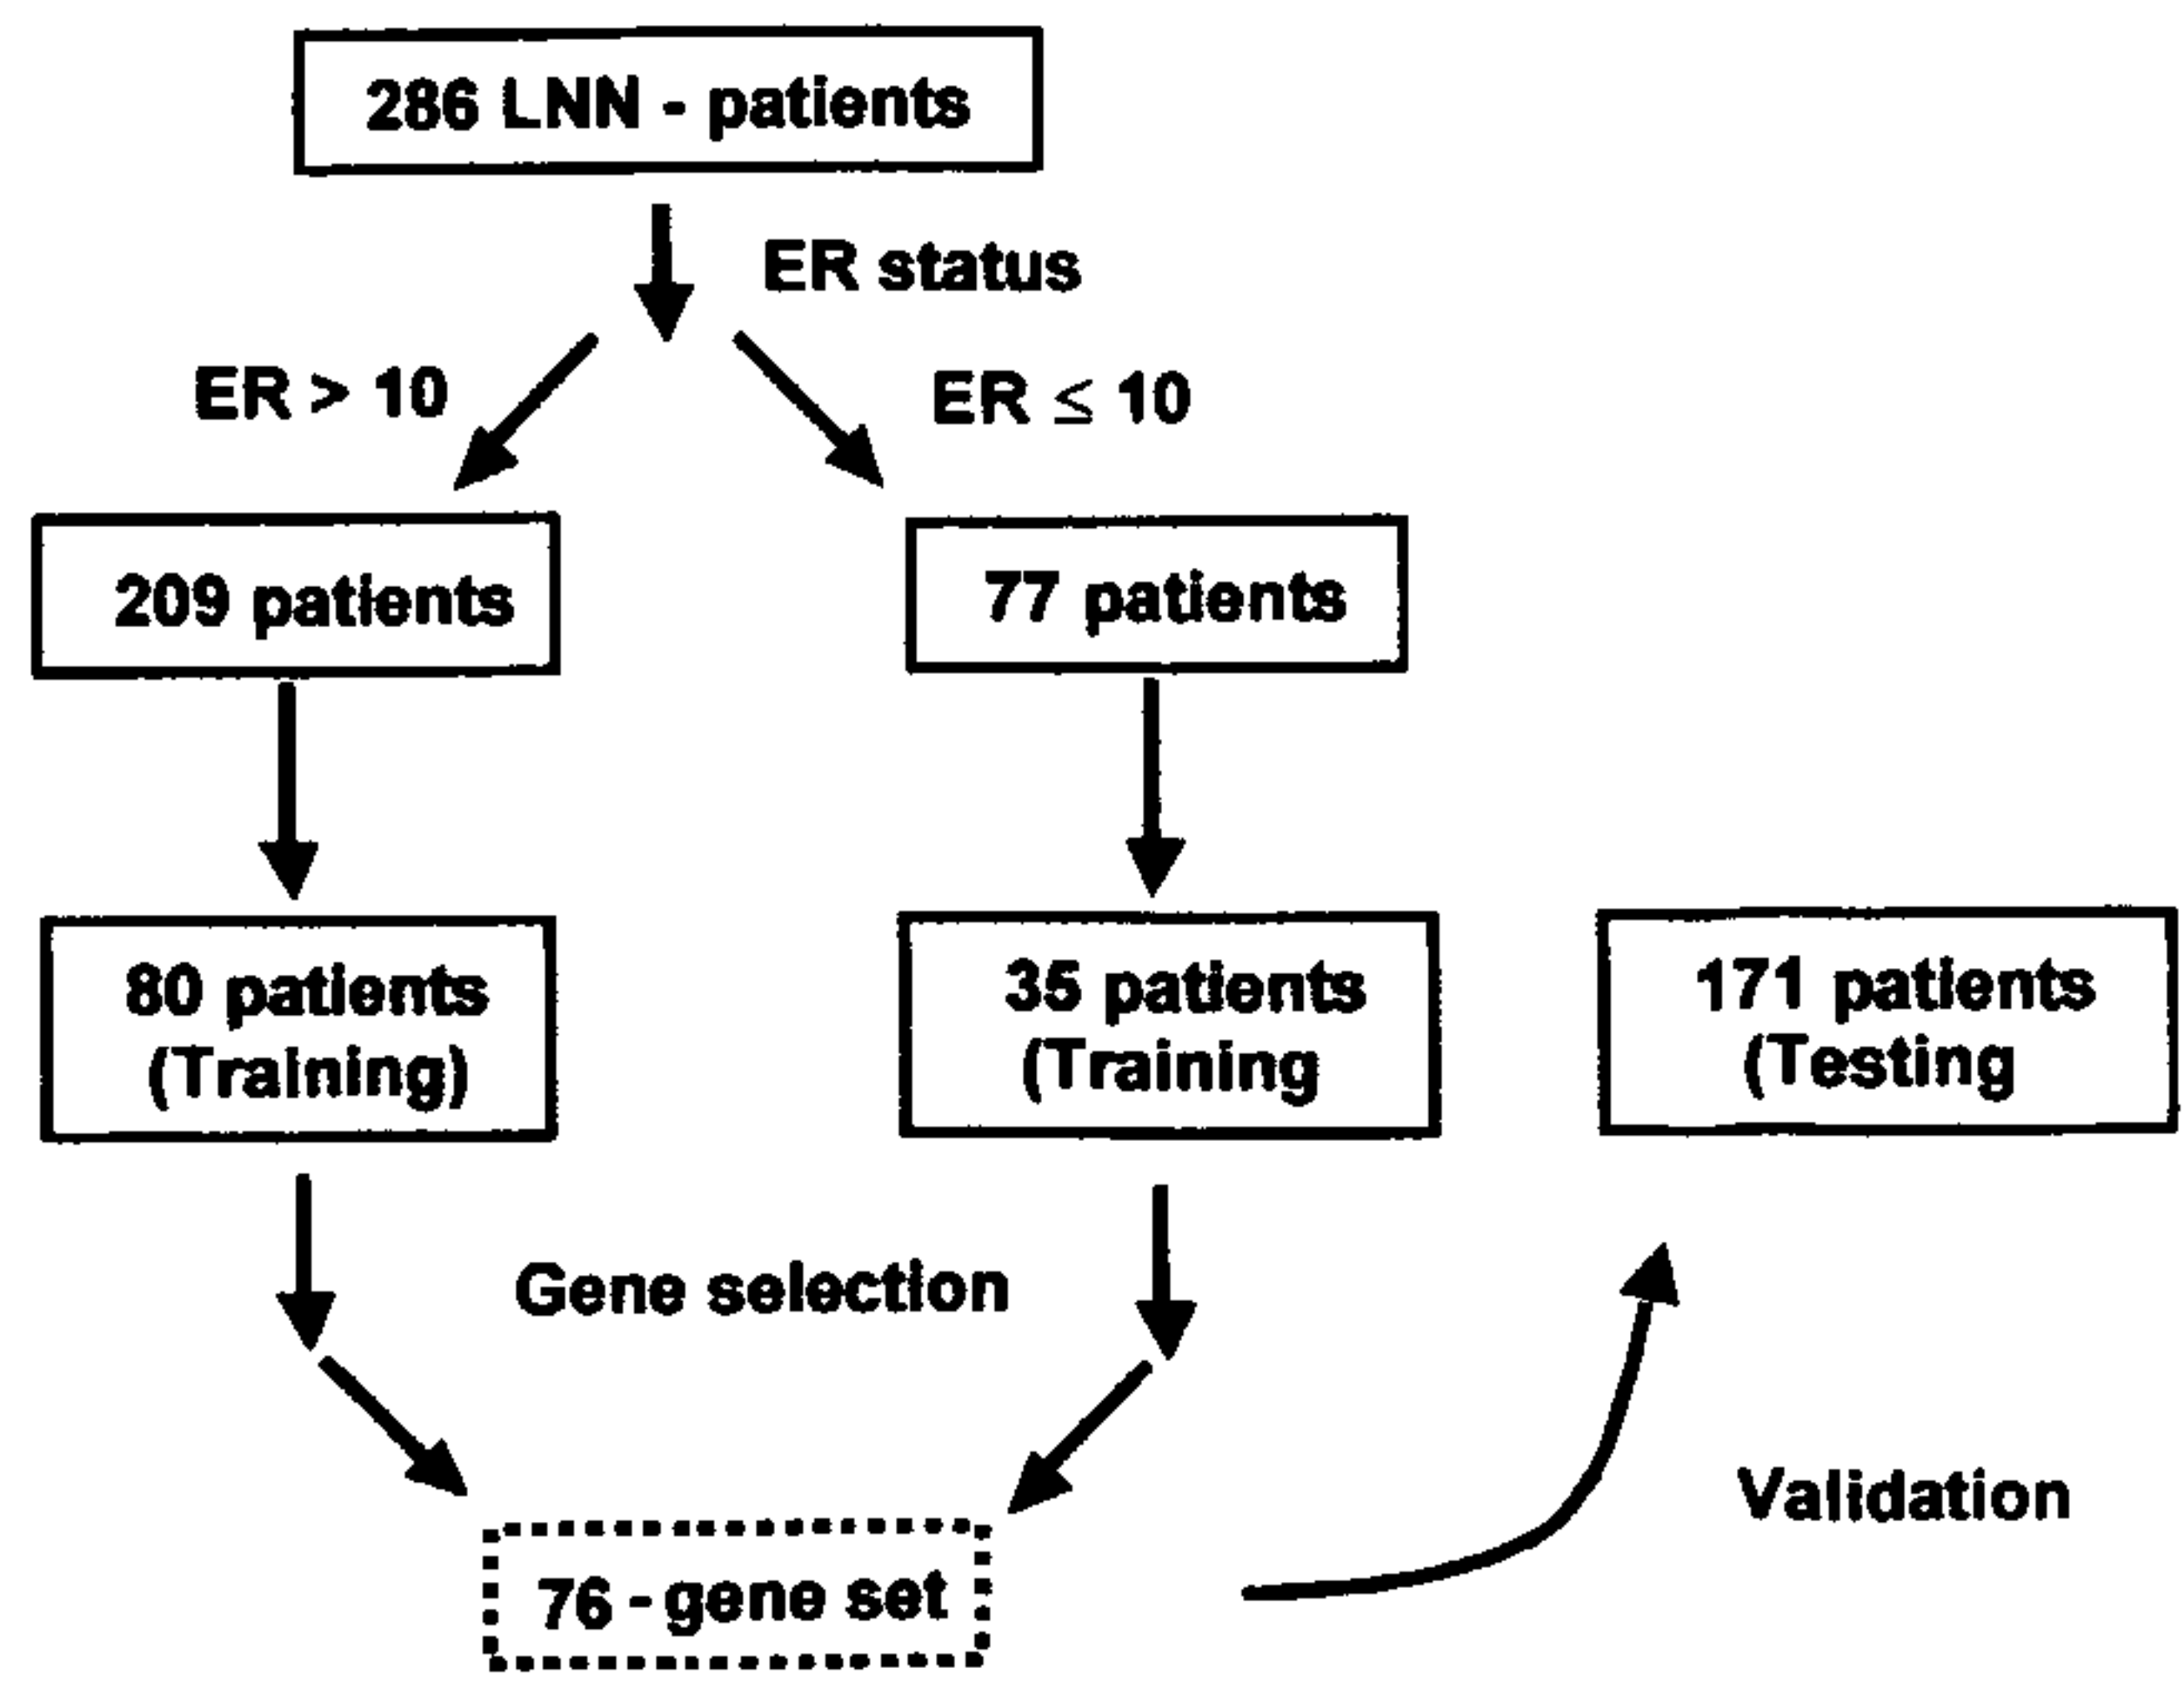 286 LNN - patients
ER status
ER > 10
ER ≤ 10
209 patients
77 patients
80 patients
(Training)
35 patients
(Training
171 patients
(Testing
Gene selection
Validation
76 - gene set